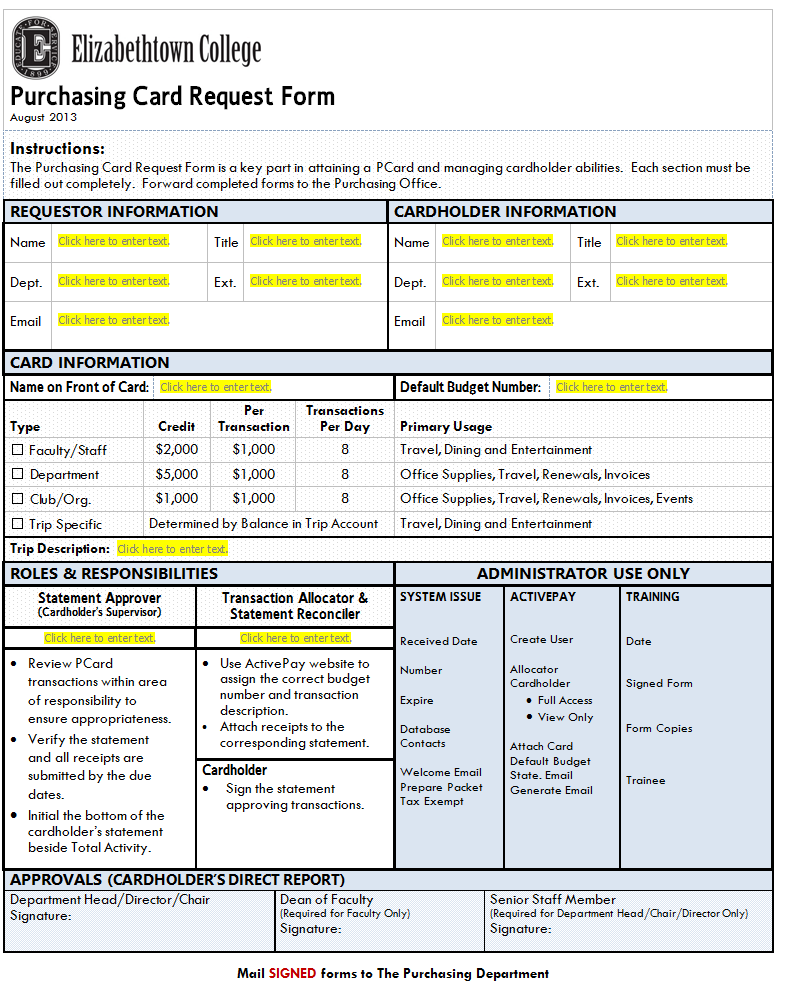 EDUCATE · FOR · SERVICE
E
1899
Elizabethtown College
Purchasing Card Request Form
August 2013
Instructions:
The Purchasing Card Request Form is a key part in attaining a PCard and managing cardholder abilities. Each section must be
filled out completely. Forward completed forms to the Purchasing Office.
REQUESTOR INFORMATION
Name Click here to enter text. Title Click here to enter text.
Dept. Click here to enter text. Ext. Click here to enter text.
Email Click here to enter text.
CARDHOLDER INFORMATION
Name Click here to enter text. Title Click here to enter text.
Dept. Click here to enter text. Ext. Click here to enter text.
Email Click here to enter text.
CARD INFORMATION
Name on Front of Card: Click here to enter text. Default Budget Number: Click here to enter text.
Type Credit Per Transaction Transactions Per Day Primary Usage
☐ Faculty/Staff $2,000 $1,000 8 Travel, Dining and Entertainment
☐ Department $5,000 $1,000 8 Office Supplies, Travel, Renewals, Invoices
☐ Club/Org. $1,000 $1,000 8 Office Supplies, Travel, Renewals, Invoices, Events
☐ Trip Specific Determined by Balance in Trip Account Travel, Dining and Entertainment
Trip Description: Click here to enter text.
ROLES & RESPONSIBILITIES
Statement Approver
(Cardholder's Supervisor)
Click here to enter text.
• Review PCard
transactions within area
of responsibility to
ensure appropriateness.
• Verify the statement
and all receipts are
submitted by the due
dates.
• Initial the bottom of the
cardholder's statement
beside Total Activity.
Transaction Allocator &
Statement Reconciler
Click here to enter text.
• Use ActivePay website to
assign the correct budget
number and transaction
description.
• Attach receipts to the
corresponding statement.
Cardholder
• Sign the statement
approving transactions.
ADMINISTRATOR USE ONLY
SYSTEM ISSUE
Received Date
Number
Expire
Database
Contacts
Welcome Email
Prepare Packet
Tax Exempt
ACTIVEPAY
Create User
Allocator
Cardholder
• Full Access
• View Only
Attach Card
Default Budget
State. Email
Generate Email
TRAINING
Date
Signed Form
Form Copies
Trainee
APPROVALS (CARDHOLDER'S DIRECT REPORT)
Department Head/Director/Chair
Signature:
Dean of Faculty
(Required for Faculty Only)
Signature:
Senior Staff Member
(Required for Department Head/Chair/Director Only)
Signature:
Mail SIGNED forms to The Purchasing Department